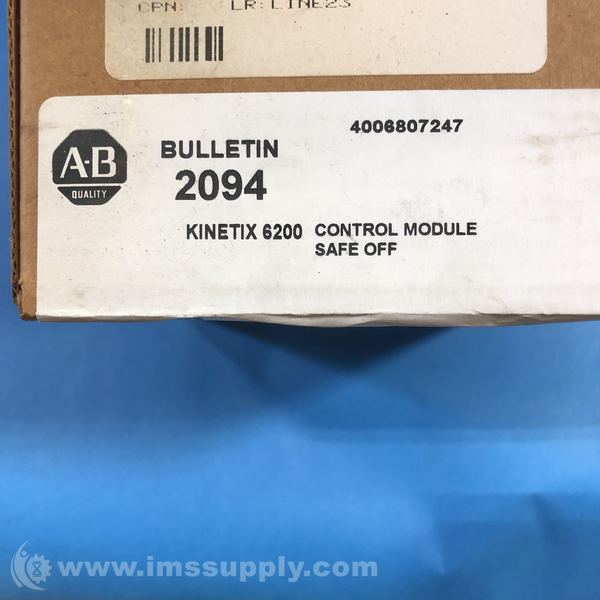 CPN: LR:LINE23
4006807247
A-B
QUALITY
BULLETIN
2094
KINETIX 6200 CONTROL MODULE
SAFE OFF
www.imssupply.com